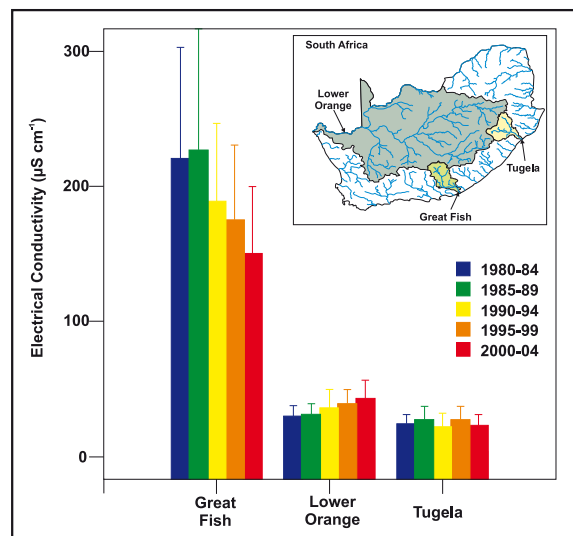 Electrical Conductivity (µS cm⁻¹)
300
200
100
0
South Africa
Lower
Orange
Tugela
Great Fish
1980-84
1985-89
1990-94
1995-99
2000-04
Great
Fish
Lower
Orange
Tugela